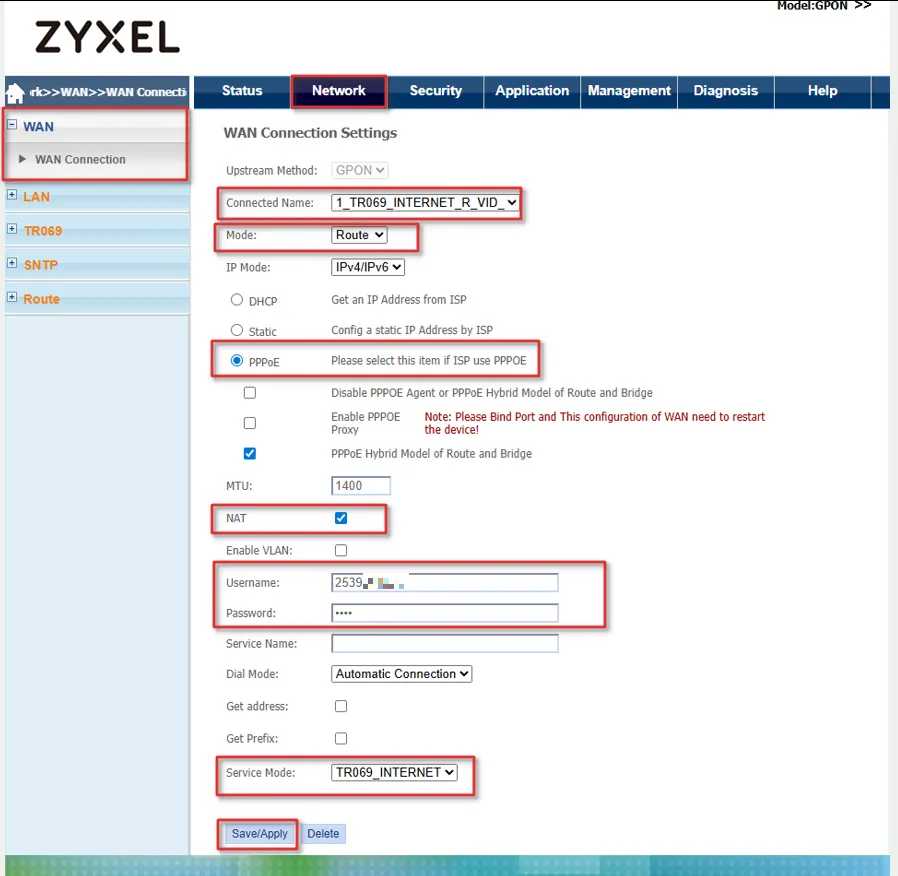 Model:GPON >>
ZYXEL
rk>>WAN>>WAN Connecti
Status Network Security Application Management Diagnosis Help
WAN
WAN Connection
LAN
TR069
SNTP
Route
WAN Connection Settings
Upstream Method: GPON
Connected Name: 1_TR069_INTERNET_R_VID_
Mode: Route
IP Mode: IPv4/IPv6
DHCP Get an IP Address from ISP
Static Config a static IP Address by ISP
PPPoE Please select this item if ISP use PPPOE
Disable PPPOE Agent or PPPoE Hybrid Model of Route and Bridge
Enable PPPOE Proxy Note: Please Bind Port and This configuration of WAN need to restart
the device!
PPPoE Hybrid Model of Route and Bridge
MTU: 1400
NAT
Enable VLAN:
Username: 2539
Password: ••••
Service Name:
Dial Mode: Automatic Connection
Get address:
Get Prefix:
Service Mode: TR069_INTERNET
Save/Apply Delete